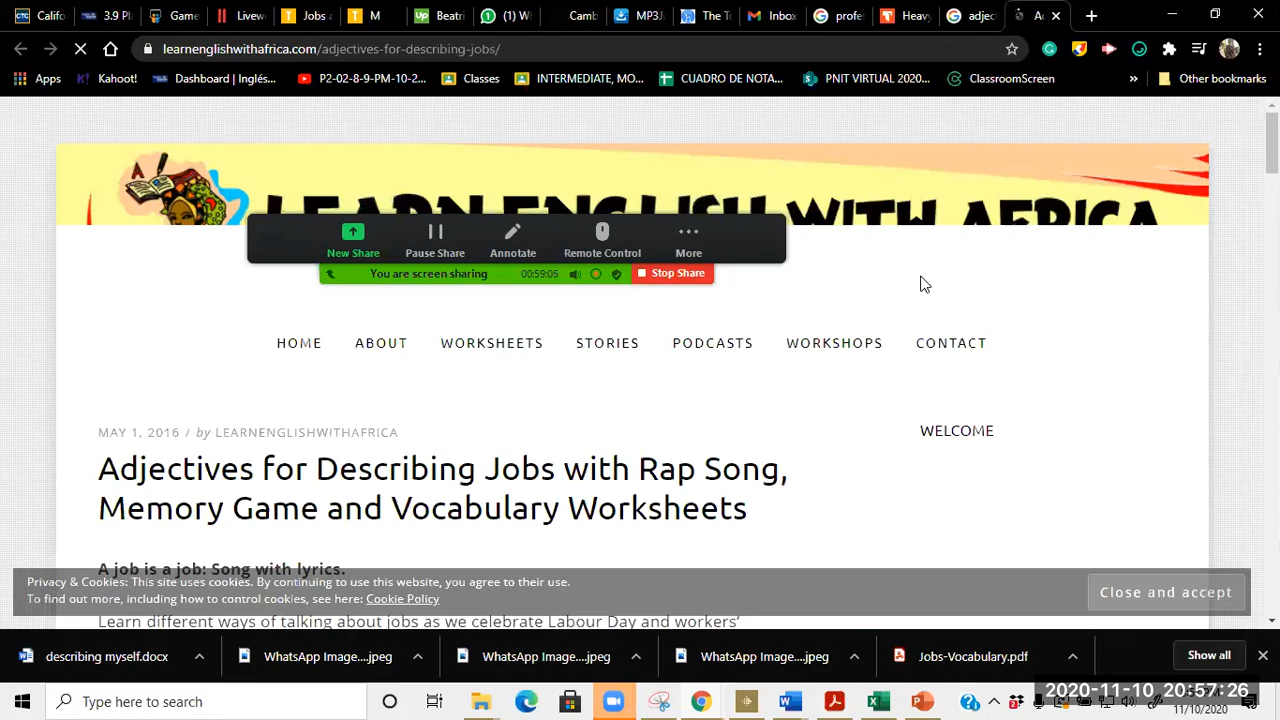 Califo
3.9 Pl
Game
Livew
Jobs a
M
Beatri
(1) W
Camb
MP3J
The To
Inbox
profe
Heavy
adjec
learnenglishwithafrica.com/adjectives-for-describing-jobs/
Apps
Kahoot!
Dashboard | Inglés...
P2-02-8-9-PM-10-2...
Classes
INTERMEDIATE, MO...
CUADRO DE NOTA...
PNIT VIRTUAL 2020...
ClassroomScreen
Other bookmarks
LEARN ENGLISH WITH AFRICA
New Share
Pause Share
Annotate
Remote Control
More
You are screen sharing
00:59:05
Stop Share
HOME
ABOUT
WORKSHEETS
STORIES
PODCASTS
WORKSHOPS
CONTACT
MAY 1, 2016 / by LEARNENGLISHWITHAFRICA
WELCOME
Adjectives for Describing Jobs with Rap Song,
Memory Game and Vocabulary Worksheets
A job is a job: Song with lyrics.
Privacy & Cookies: This site uses cookies. By continuing to use this website, you agree to their use.
To find out more, including how to control cookies, see here: Cookie Policy
Close and accept
Learn different ways of talking about jobs as we celebrate Labour Day and workers'
describing myself.docx
WhatsApp Image....jpeg
WhatsApp Image....jpeg
WhatsApp Image....jpeg
Jobs-Vocabulary.pdf
Show all
Type here to search
2020-11-10 20:57:26
11/10/2020